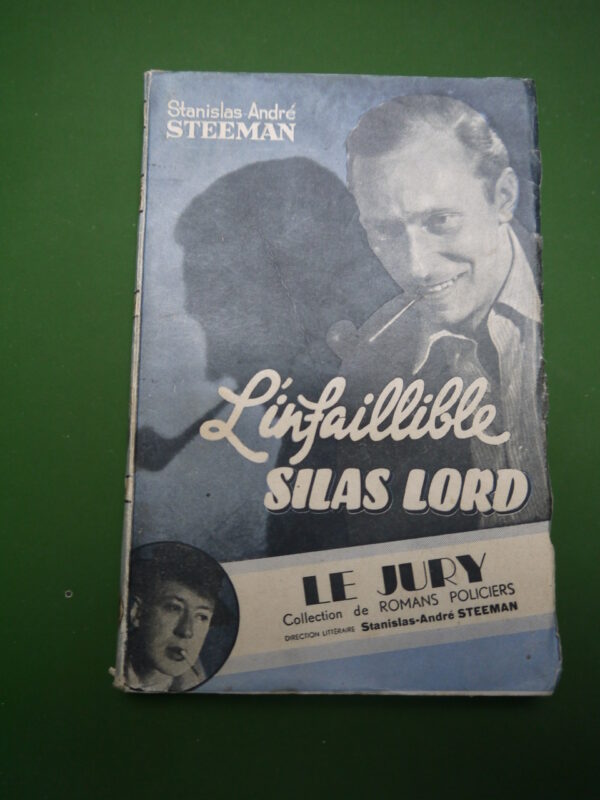 Stanislas-André
STEEMAN
L'infaillible
SILAS LORD
LE JURY
Collection de ROMANS POLICIERS
DIRECTION LITTÉRAIRE Stanislas-André STEEMAN